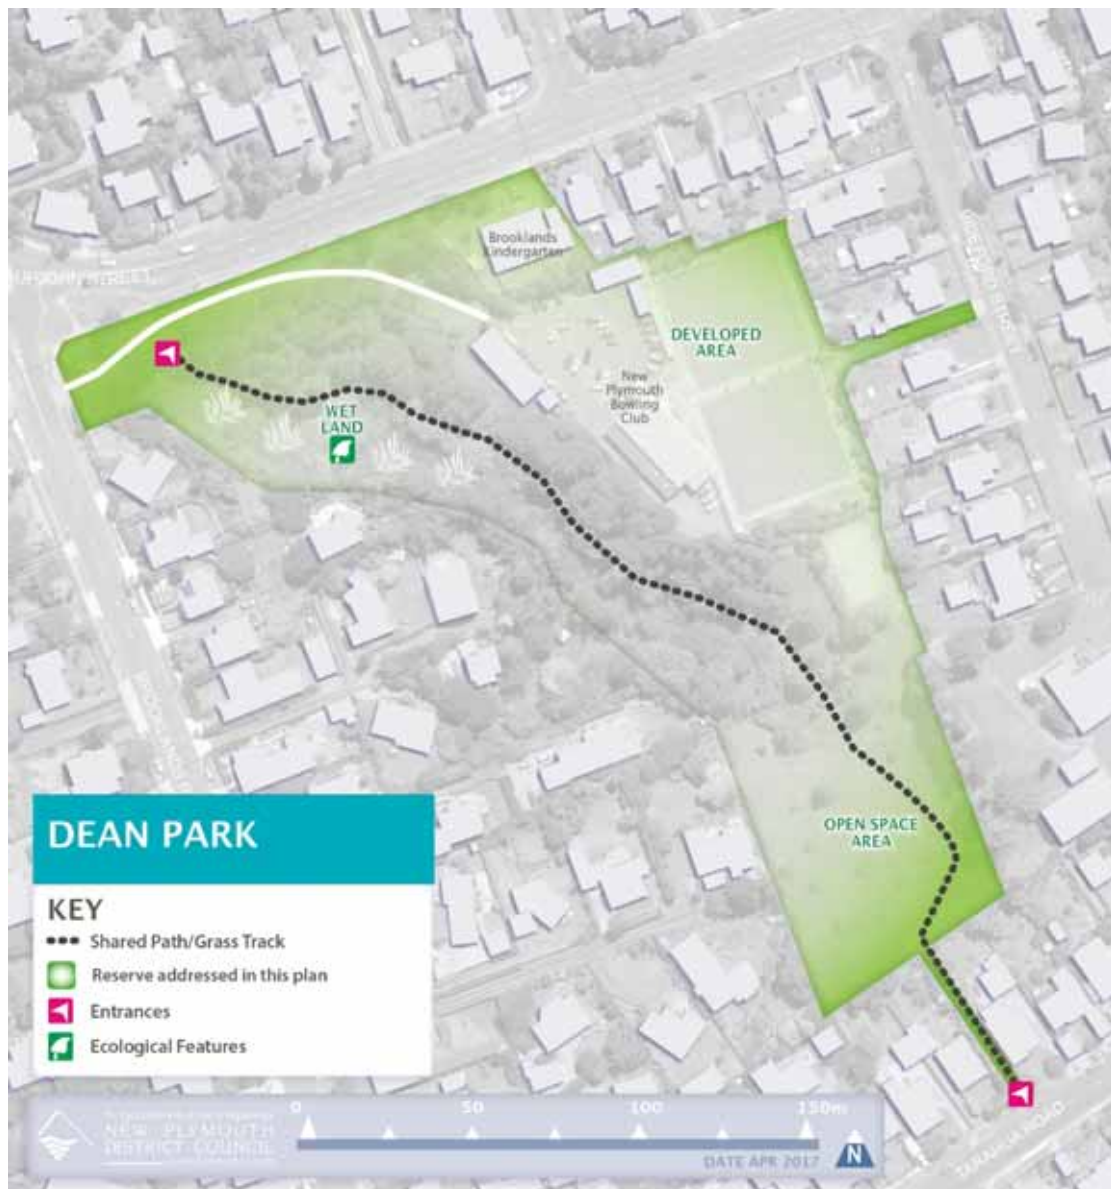 Brooklands
Kindergarten
DEVELOPED
AREA
New
Plymouth
Bowling
Club
WET
LAND
OPEN SPACE
AREA
DEAN PARK
KEY
Shared Path/Grass Track
Reserve addressed in this plan
Entrances
Ecological Features
0 50 100 150m
NEW PLYMOUTH
DISTRICT COUNCIL
DATE APR 2017
N
ROAD